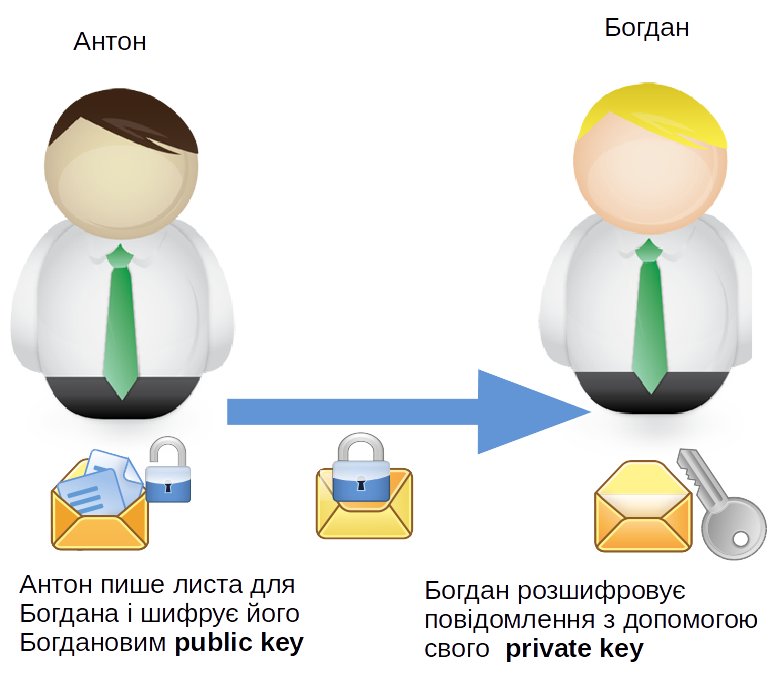 Антон
Богдан
Антон пише листа для
Богдана і шифрує його
Богдановим public key
Богдан розшифровує
повідомлення з допомогою
свого private key